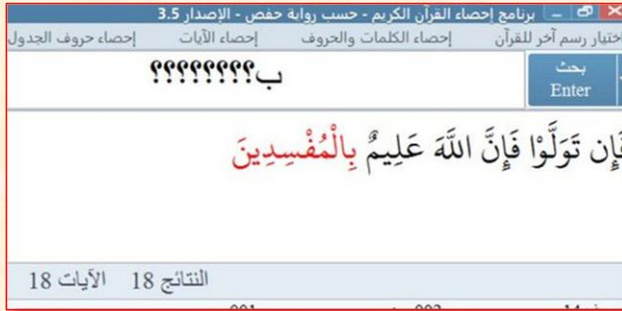 برنامج إحصاء القرآن الكريم - حسب رواية حفص - الإصدار 3.5
اختيار رسم آخر للقرآن إحصاء الكلمات والحروف إحصاء الآيات إحصاء حروف الجدول
بحث
Enter
ب؟؟؟؟؟؟؟؟
فَإِن تَوَلَّوْا فَإِنَّ اللَّهَ عَلِيمٌ بِالْمُفْسِدِينَ
النتائج 18 الآيات 18